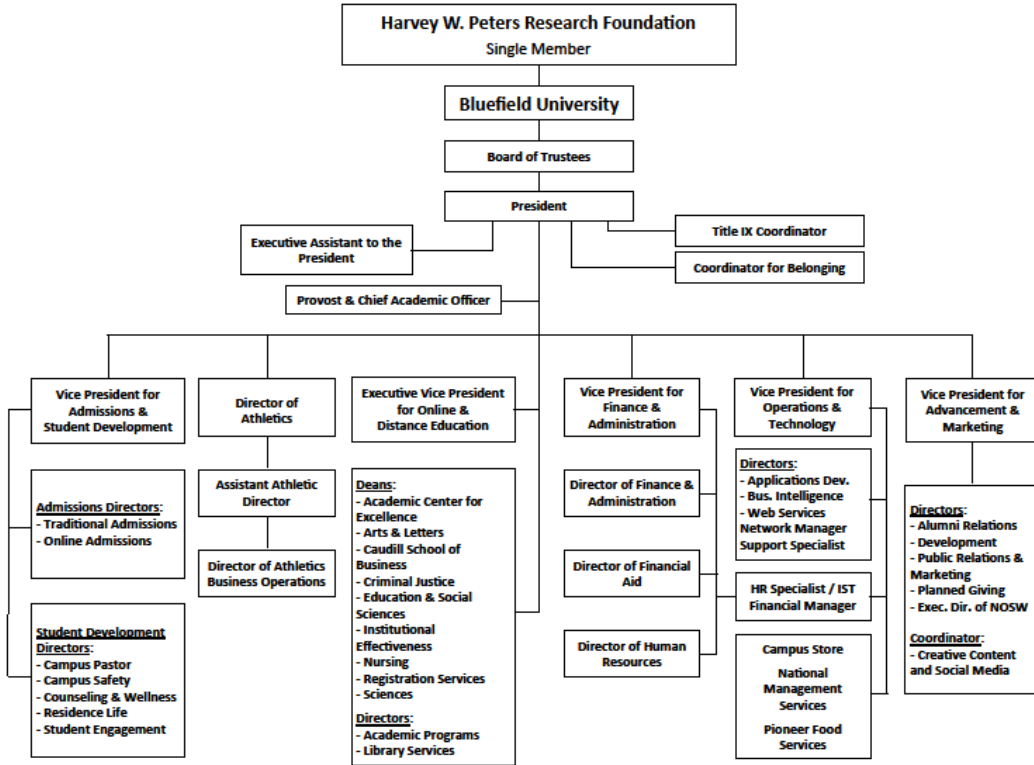 Harvey W. Peters Research Foundation
Single Member
Bluefield University
Board of Trustees
President
Executive Assistant to the
President
Title IX Coordinator
Coordinator for Belonging
Provost & Chief Academic Officer
Vice President for
Admissions &
Student Development
Director of
Athletics
Executive Vice President
for Online &
Distance Education
Vice President for
Finance &
Administration
Vice President for
Operations &
Technology
Vice President for
Advancement &
Marketing
Admissions Directors:
- Traditional Admissions
- Online Admissions
Student Development
Directors:
- Campus Pastor
- Campus Safety
- Counseling & Wellness
- Residence Life
- Student Engagement
Assistant Athletic
Director
Director of Athletics
Business Operations
Deans:
- Academic Center for
Excellence
- Arts & Letters
- Caudill School of
Business
- Criminal Justice
- Education & Social
Sciences
- Institutional
Effectiveness
- Nursing
- Registration Services
- Sciences
Directors:
- Academic Programs
- Library Services
Director of Finance &
Administration
Director of Financial
Aid
Director of Human
Resources
Directors:
- Applications Dev.
- Bus. Intelligence
- Web Services
Network Manager
Support Specialist
HR Specialist / IST
Financial Manager
Campus Store
National
Management
Services
Pioneer Food
Services
Directors:
- Alumni Relations
- Development
- Public Relations &
Marketing
- Planned Giving
- Exec. Dir. of NOSW
Coordinator:
- Creative Content
and Social Media